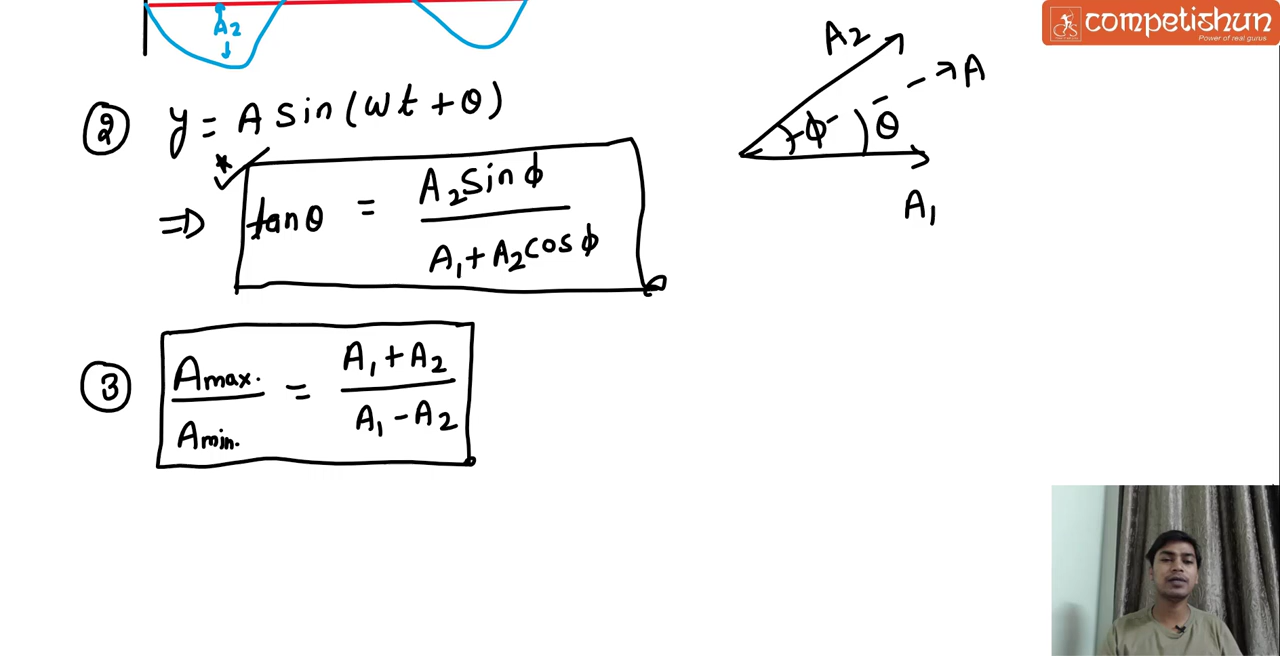 A2
competishun
Power of real gurus
② y = A sin(ωt + θ)
⇒ tanθ = A2 sin ϕ / A1 + A2 cos ϕ
A2
A
ϕ
θ
A1
③ Amax. / Amin. = A1 + A2 / A1 - A2